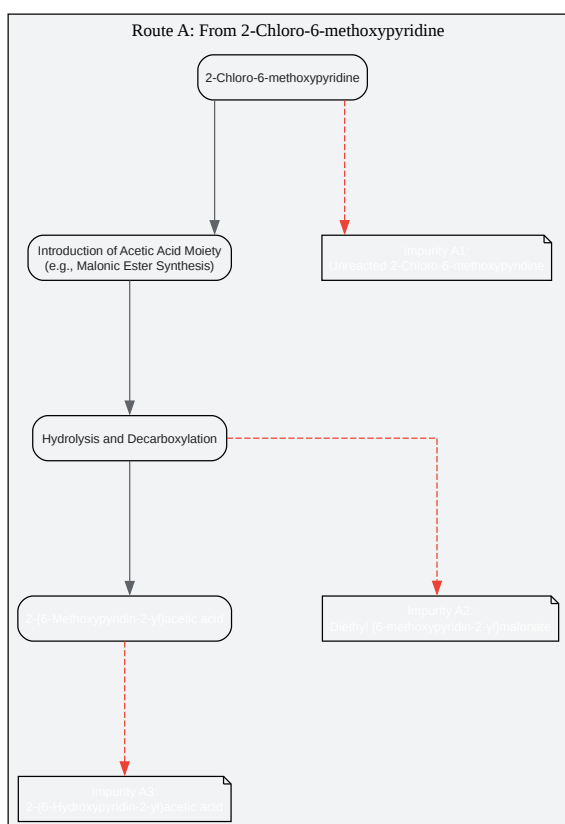 Route A: From 2-Chloro-6-methoxypyridine
2-Chloro-6-methoxypyridine
Introduction of Acetic Acid Moiety
(e.g., Malonic Ester Synthesis)
Impurity A1:
Unreacted 2-Chloro-6-methoxypyridine
Hydrolysis and Decarboxylation
2-(6-Methoxypyridin-2-yl)acetic acid
Impurity A2:
Diethyl (6-methoxypyridin-2-yl)malonate
Impurity A3:
2-(6-Hydroxypyridin-2-yl)acetic acid